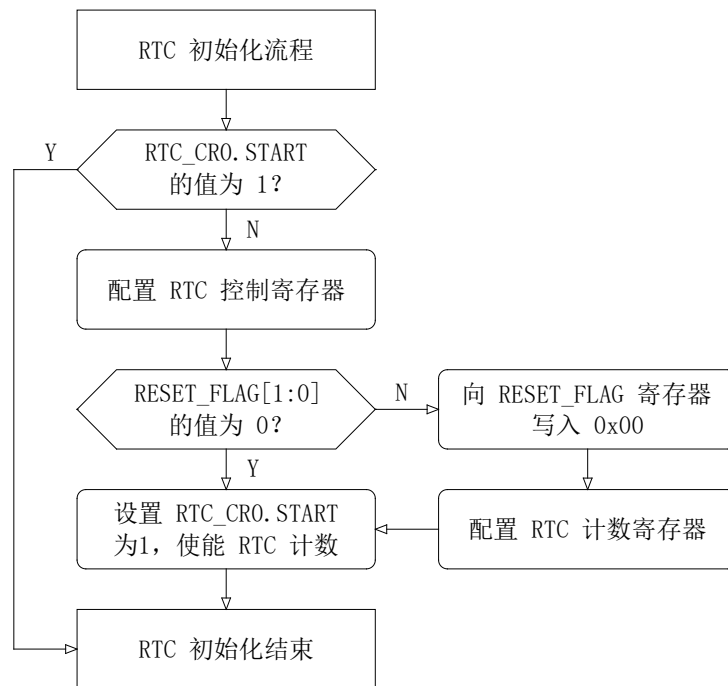 RTC 初始化流程
Y
RTC_CR0.START
的值为 1?
N
配置 RTC 控制寄存器
RESET_FLAG[1:0]
的值为 0?
N
向 RESET_FLAG 寄存器
写入 0x00
Y
设置 RTC_CR0.START
为1，使能 RTC 计数
配置 RTC 计数寄存器
RTC 初始化结束